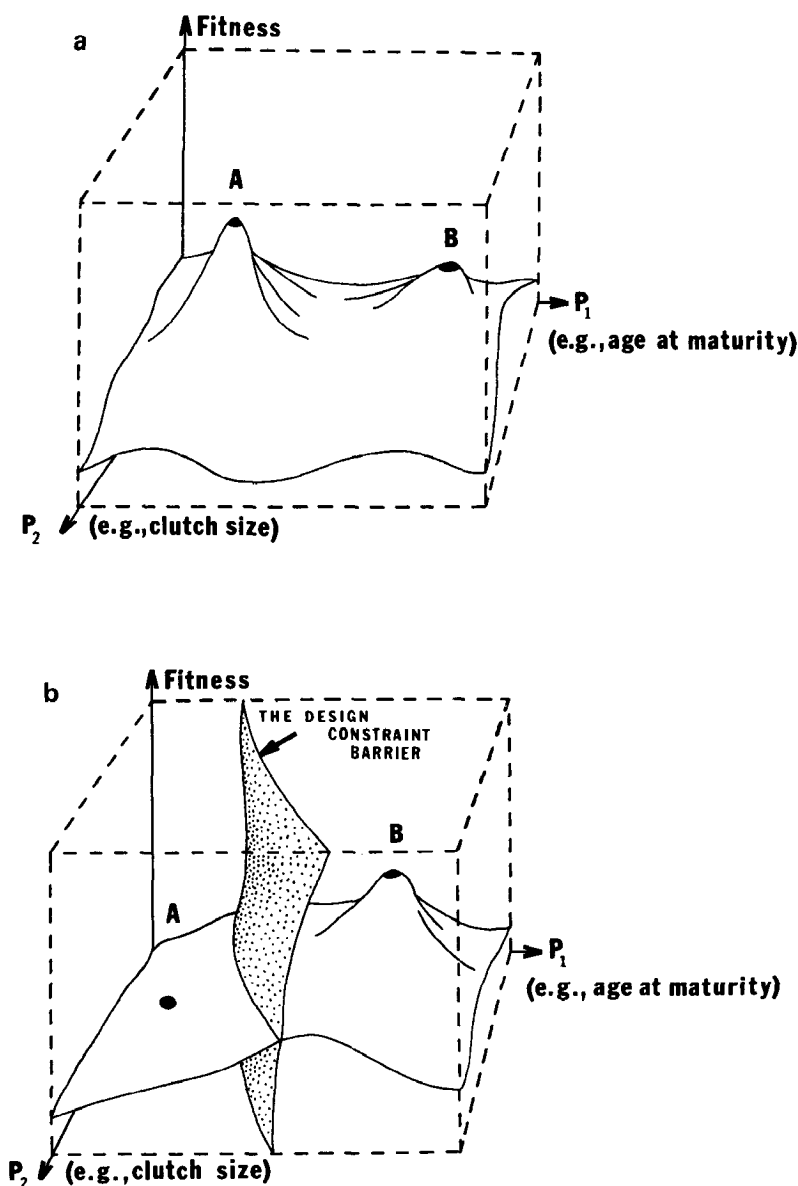 a
Fitness
A
B
P1
(e.g., age at maturity)
P2
(e.g., clutch size)
b
Fitness
THE DESIGN
CONSTRAINT
BARRIER
B
A
P1
(e.g., age at maturity)
P2
(e.g., clutch size)